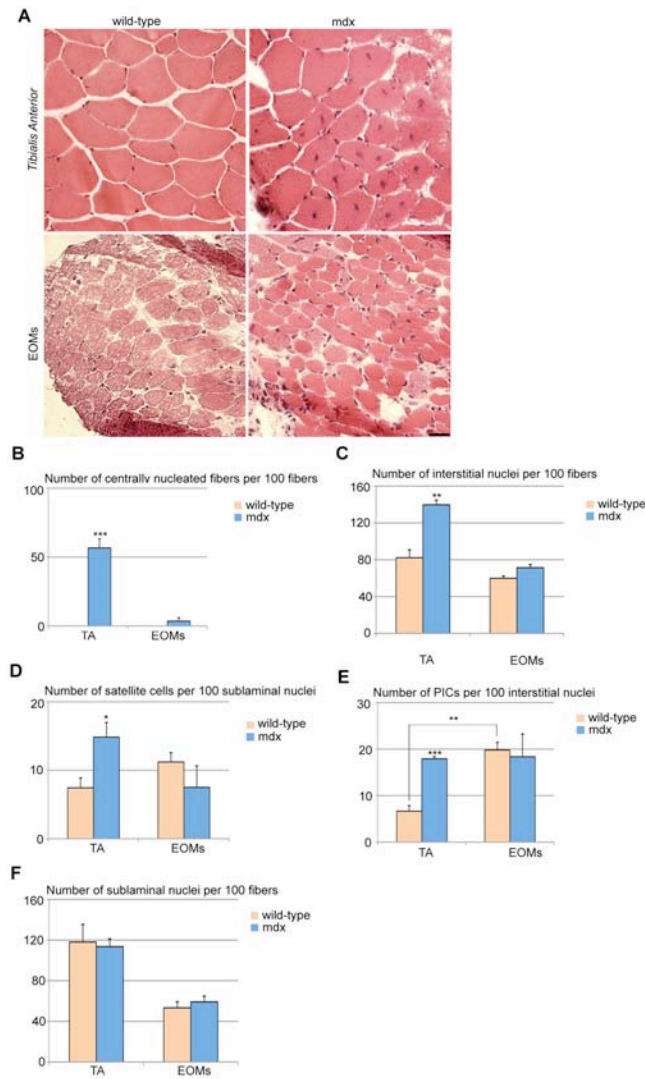 A
wild-type
mdx
Tibialis Anterior
EOMs
B
Number of centrally nucleated fibers per 100 fibers
100
50
0
***
TA
EOMs
wild-type
mdx
C
Number of interstitial nuclei per 100 fibers
160
120
80
40
0
**
TA
EOMs
wild-type
mdx
D
Number of satellite cells per 100 sublaminal nuclei
20
10
0
*
TA
EOMs
wild-type
mdx
E
Number of PICs per 100 interstitial nuclei
30
20
10
0
**
***
TA
EOMs
wild-type
mdx
F
Number of sublaminal nuclei per 100 fibers
160
120
80
40
0
TA
EOMs
wild-type
mdx